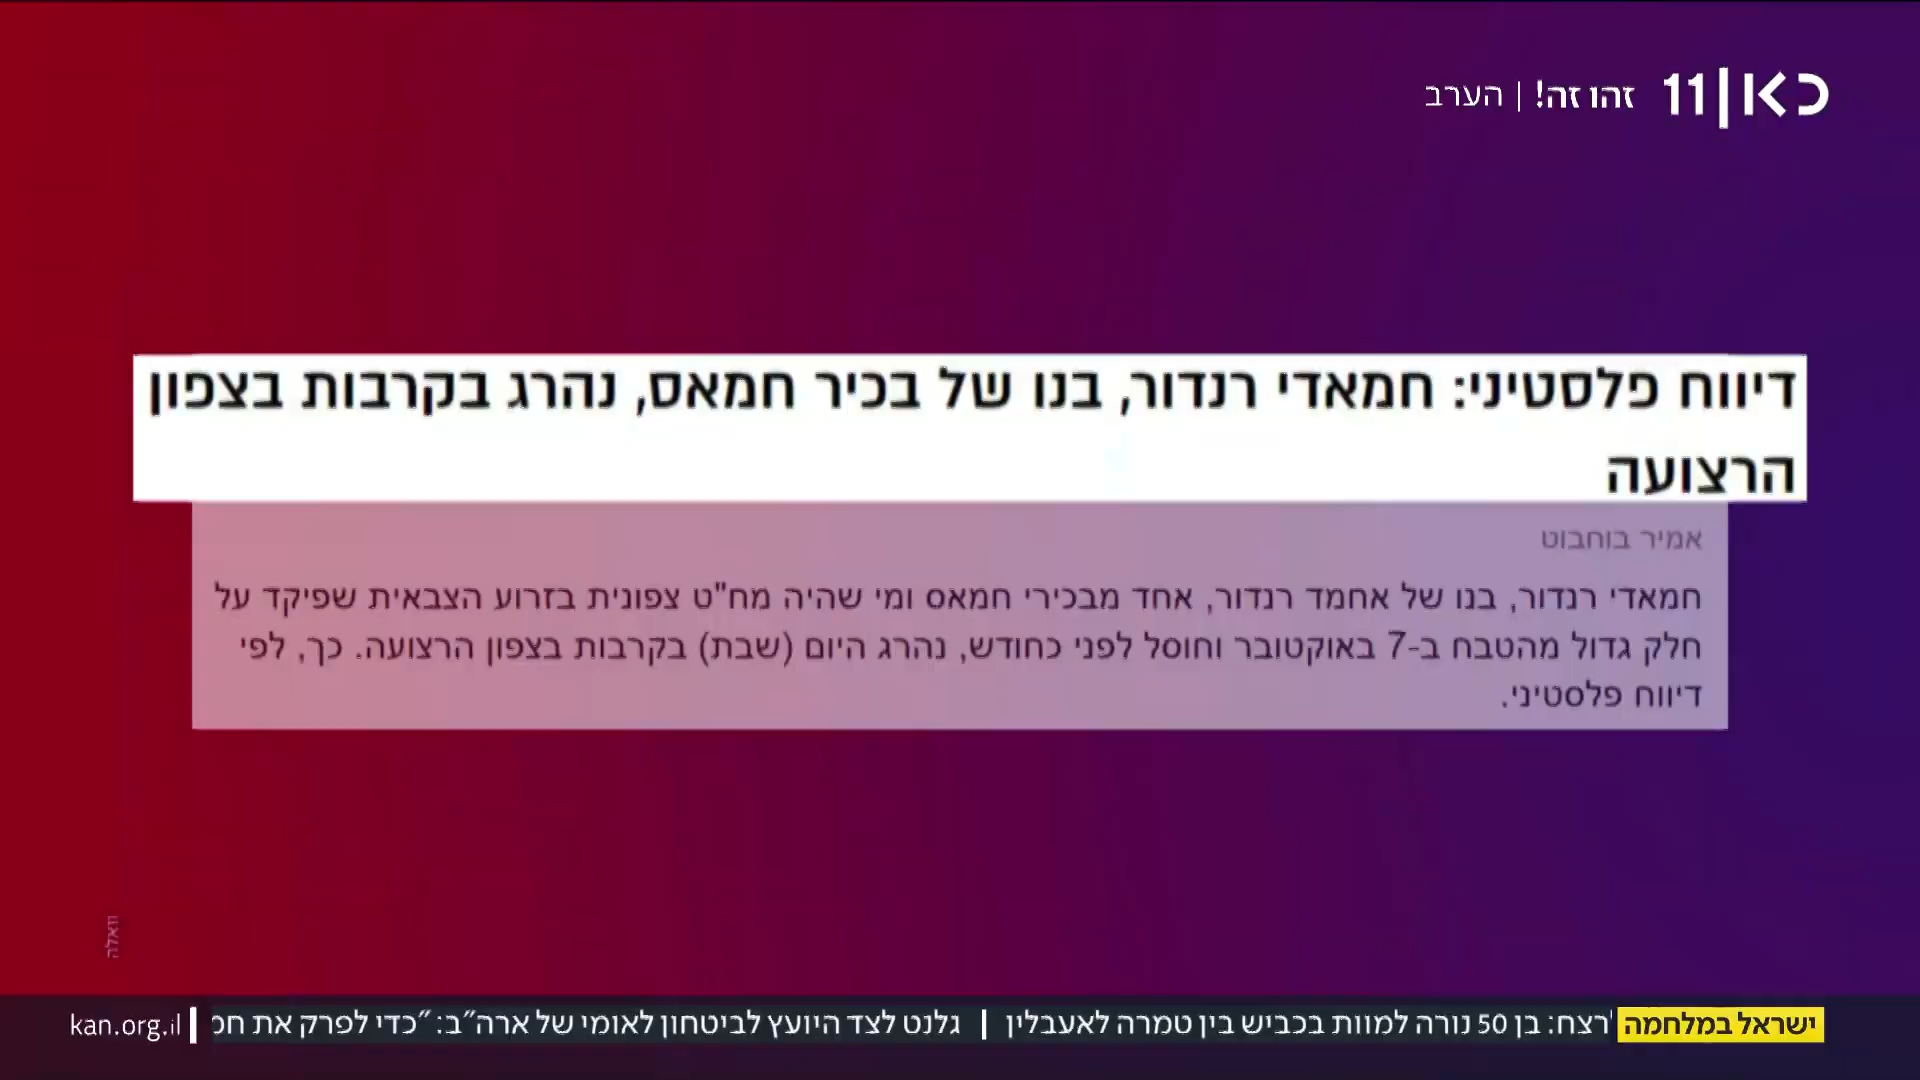 כאן|11 זהו זה! | הערב
דיווח פלסטיני: חמאדי רנדור, בנו של בכיר חמאס, נהרג בקרבות בצפון
הרצועה
אמיר בוחבוט
חמאדי רנדור, בנו של אחמד רנדור, אחד מבכירי חמאס ומי שהיה מח"ט צפונית בזרוע הצבאית שפיקד על
חלק גדול מהטבח ב-7 באוקטובר וחוסל לפני כחודש, נהרג היום (שבת) בקרבות בצפון הרצועה. כך, לפי
דיווח פלסטיני.
וואלה
ישראל במלחמה רצח: בן 50 נורה למוות בכביש בין טמרה לאעבלין | גלנט לצד היועץ לביטחון לאומי של ארה״ב: ״כדי לפרק את חמ | kan.org.il